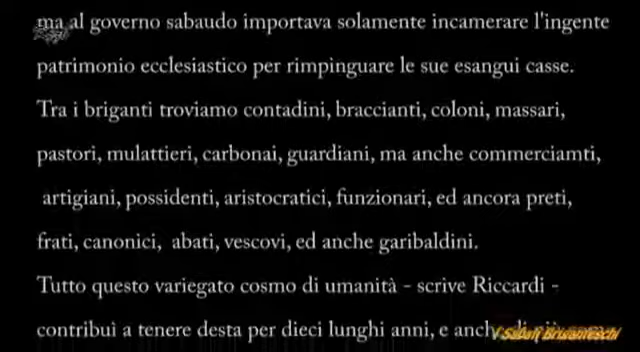 ma al governo sabaudo importava solamente incamerare l'ingente
patrimonio ecclesiastico per rimpinguare le sue esangui casse.
Tra i briganti troviamo contadini, braccianti, coloni, massari,
pastori, mulattieri, carbonai, guardiani, ma anche commerciamti,
artigiani, possidenti, aristocratici, funzionari, ed ancora preti,
frati, canonici, abati, vescovi, ed anche garibaldini.
Tutto questo variegato cosmo di umanità - scrive Riccardi -
contribuì a tenere desta per dieci lunghi anni, e anche
I Sabati Briganteschi